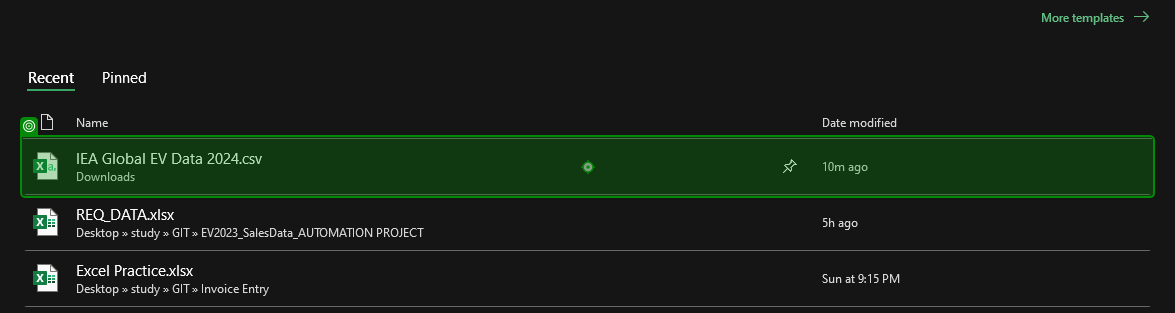 More templates
Recent Pinned
Name Date modified
IEA Global EV Data 2024.csv
Downloads
10m ago
REQ_DATA.xlsx
Desktop » study » GIT » EV2023_SalesData_AUTOMATION PROJECT
5h ago
Excel Practice.xlsx
Desktop » study » GIT » Invoice Entry
Sun at 9:15 PM